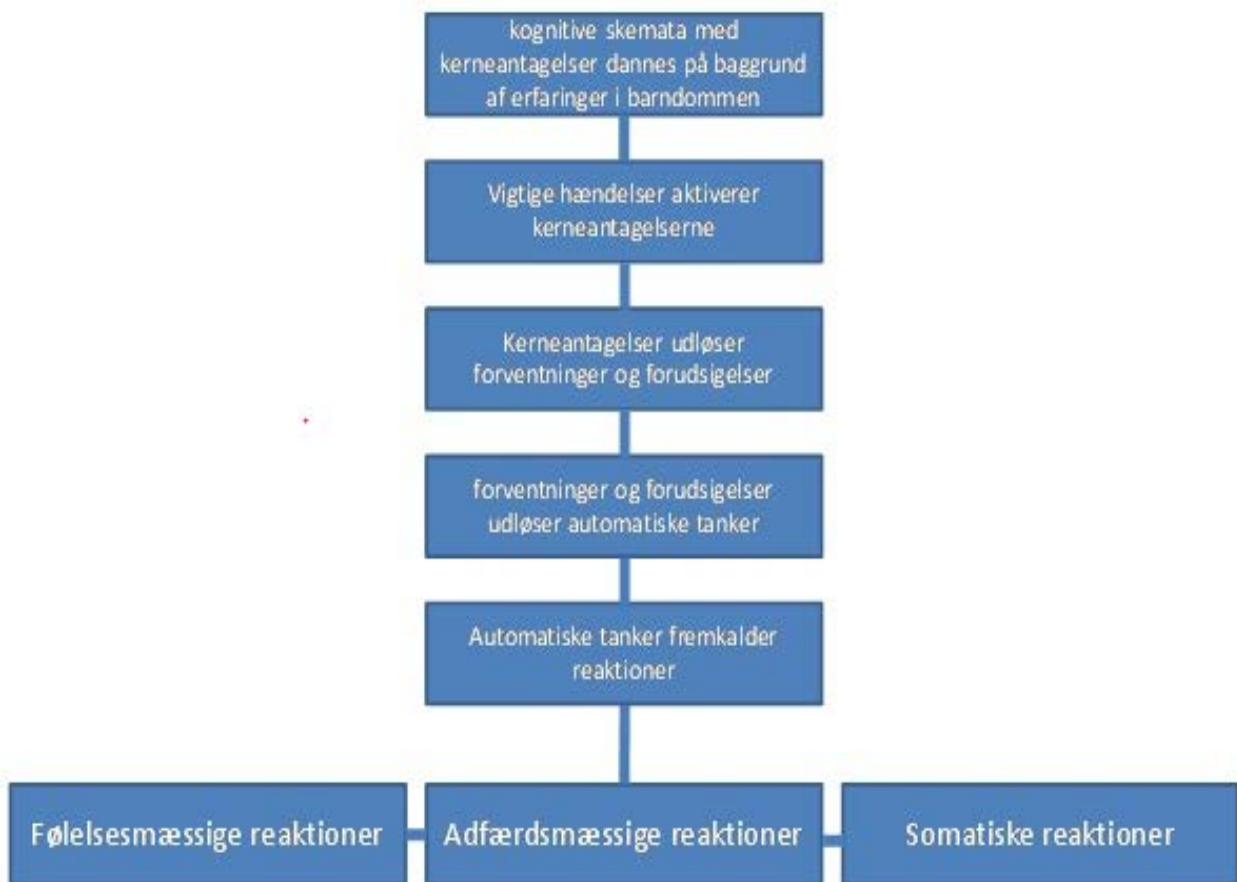 kognitive skemata med
kerneantagelser dannes på baggrund
af erfaringer i barndommen
Vigtige hændelser aktiverer
kerneantagelserne
Kerneantagelser udløser
forventninger og forudsigelser
forventninger og forudsigelser
udløser automatiske tanker
Automatiske tanker fremkalder
reaktioner
Følelsesmæssige reaktioner
Adfærdsmæssige reaktioner
Somatiske reaktioner